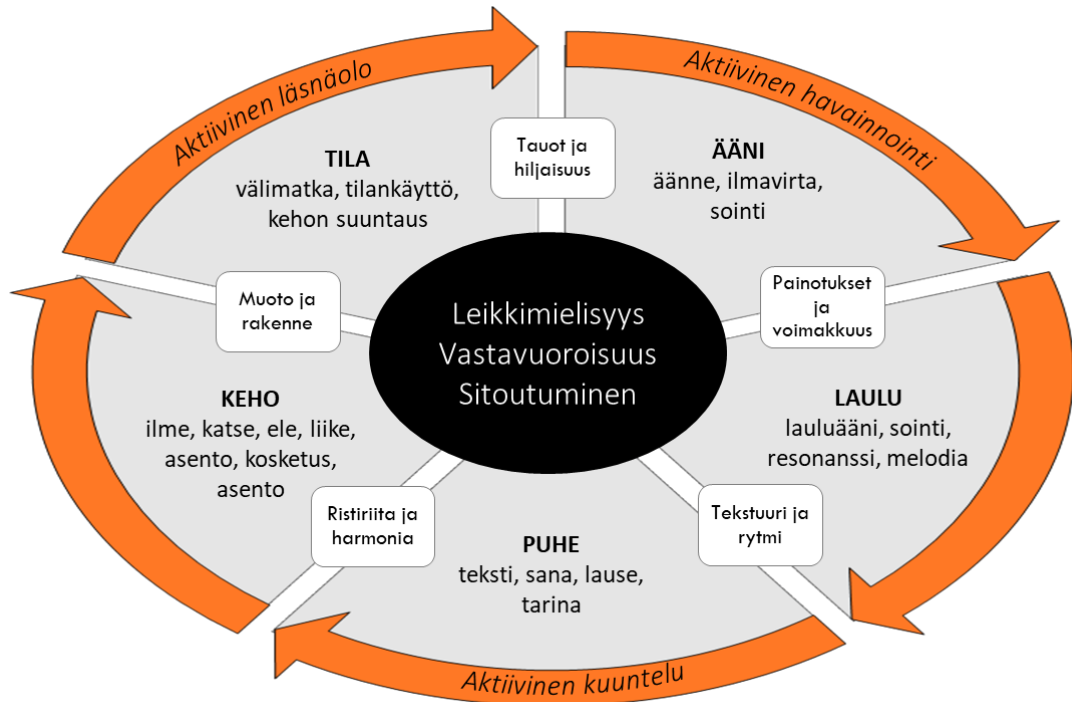 Aktiivinen läsnäolo
Aktiivinen havainnointi
Tauot ja
hiljaisuus
TILA
välimatka, tilankäyttö,
kehon suuntaus
ÄÄNI
äänne, ilmavirta,
sointi
Muoto ja
rakenne
Painotukset
ja
voimakkuus
Leikkimielisyys
Vastavuoroisuus
Sitoutuminen
KEHO
ilme, katse, ele, liike,
asento, kosketus,
asento
LAULU
lauluääni, sointi,
resonanssi, melodia
Ristiriita ja
harmonia
Tekstuuri ja
rytmi
PUHE
teksti, sana, lause,
tarina
Aktiivinen kuuntelu